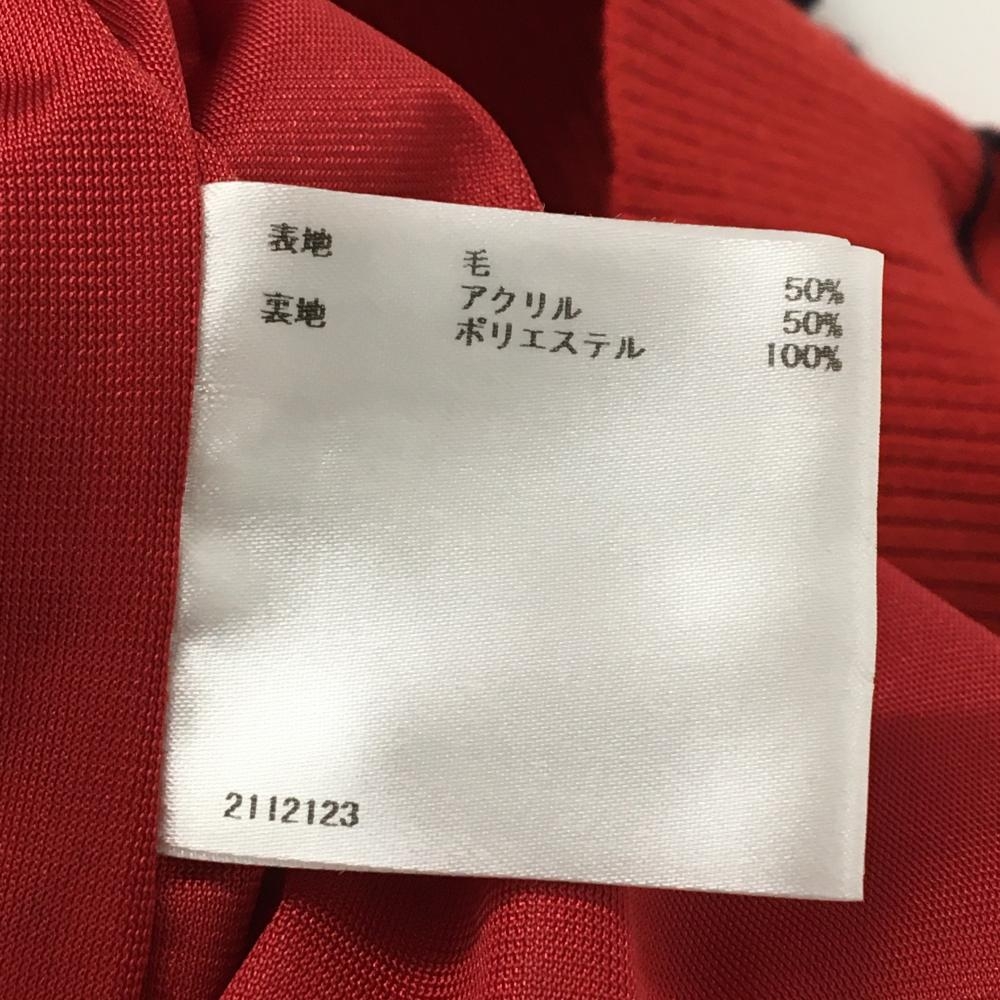 表地 毛 50%
アクリル 50%
裏地 ポリエステル 100%
2112123